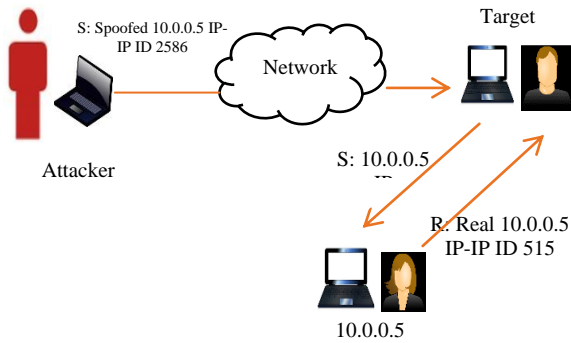 S: Spoofed 10.0.0.5 IP-
IP ID 2586
Target
Network
Attacker
S: 10.0.0.5
R: Real 10.0.0.5
IP-IP ID 515
10.0.0.5